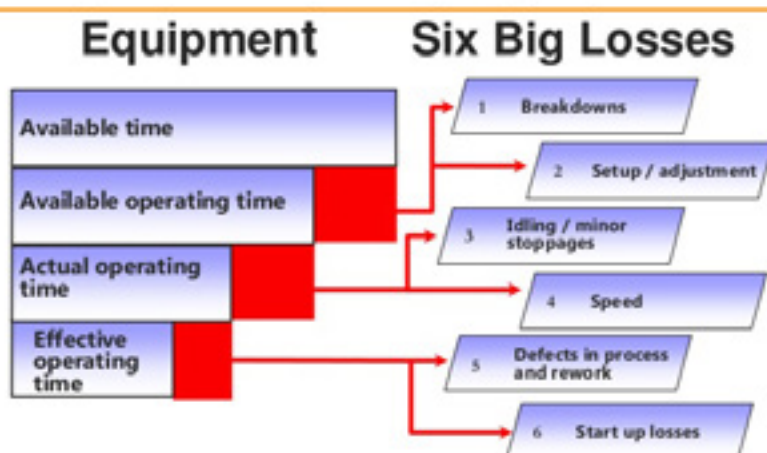 Equipment
Six Big Losses
Available time
Available operating time
Actual operating
time
Effective
operating
time
1 Breakdowns
2 Setup / adjustment
3 Idling / minor
stoppages
4 Speed
5 Defects in process
and rework
6 Start up losses